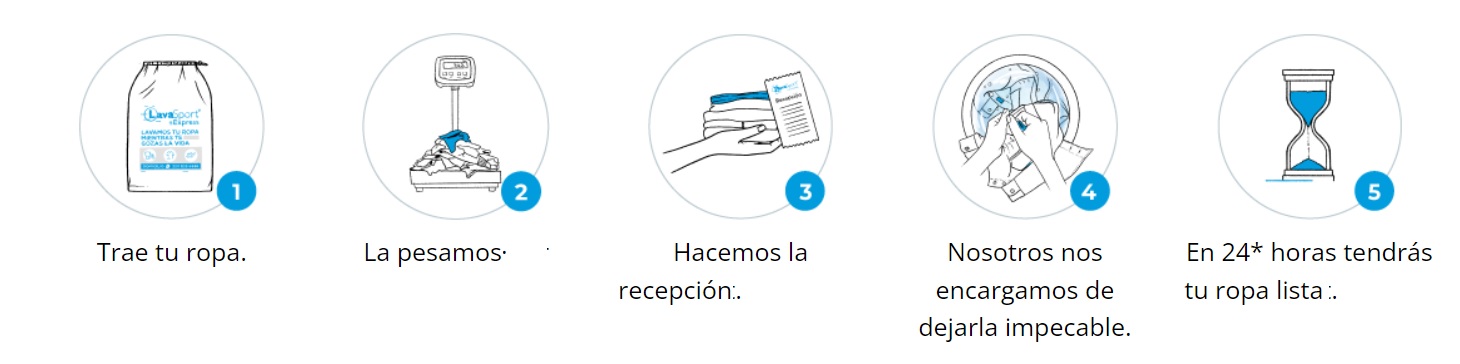 LavaSport
Express
LAVAMOS TU ROPA
MIENTRAS TÚ
GOZAS LA VIDA
1
2
3
4
5
Trae tu ropa.
La pesamos.
Hacemos la
recepción:.
Nosotros nos
encargamos de
dejarla impecable.
En 24* horas tendrás
tu ropa lista :.